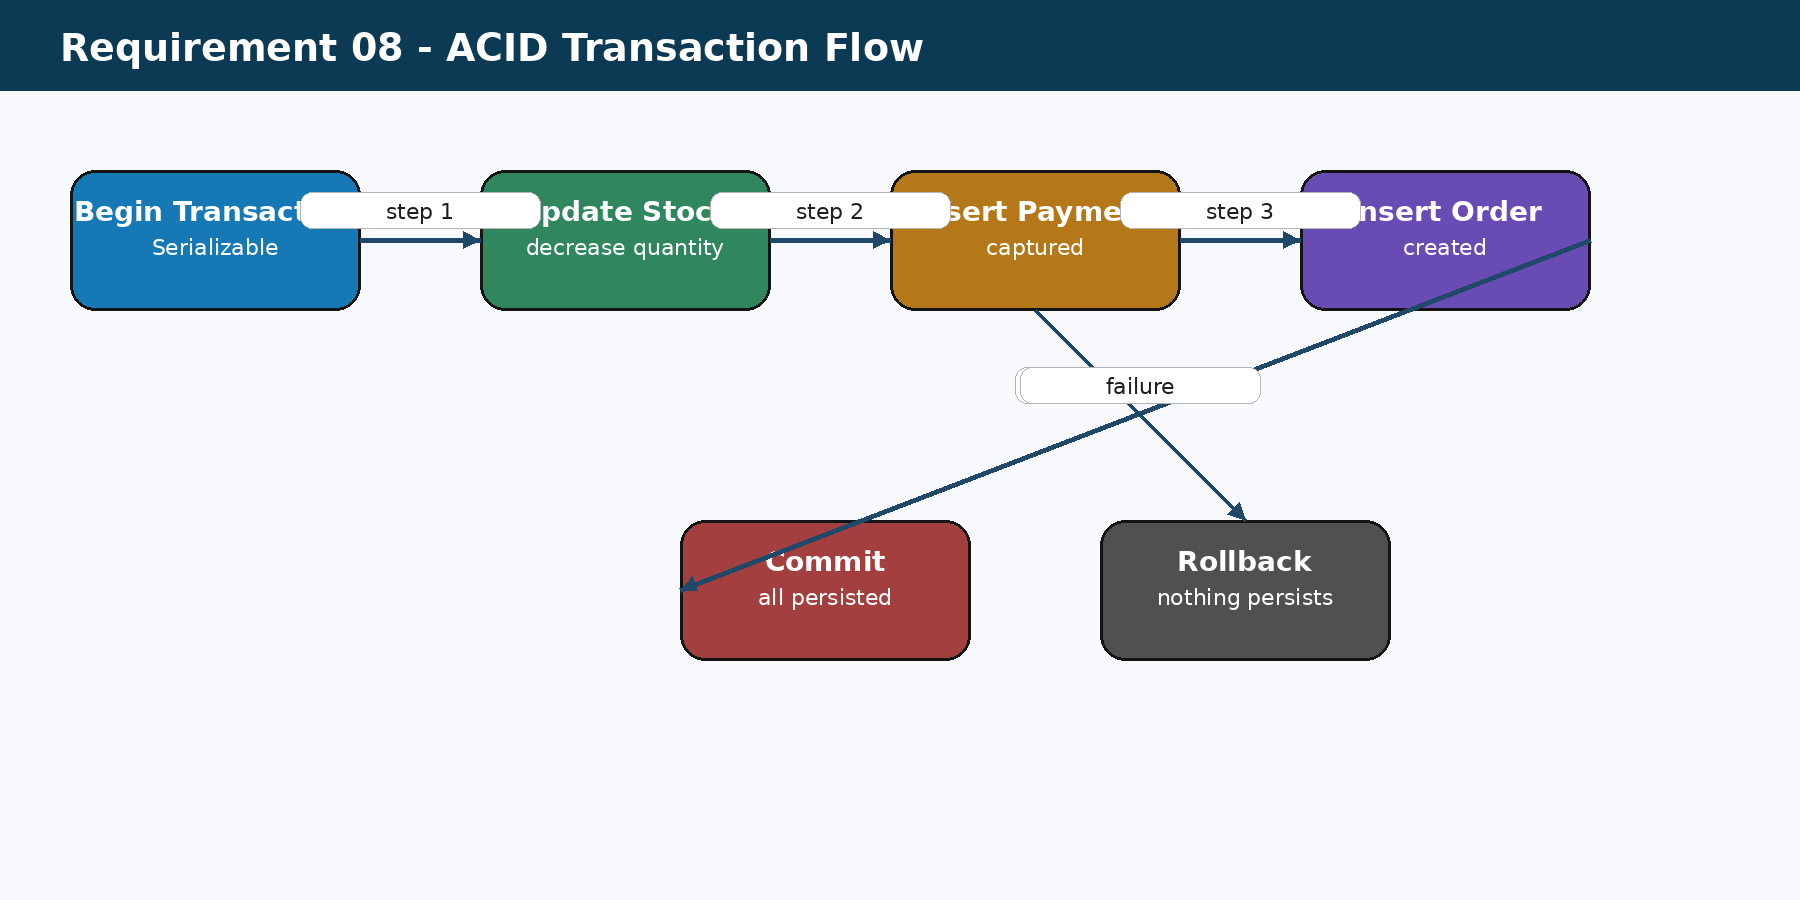 Requirement 08 - ACID Transaction Flow
Begin Transact
step 1
pdate Stoc
step 2
sert Payme
step 3
nsert Order
Serializable
decrease quantity
captured
created
failure
Commit
Rollback
all persisted
nothing persists